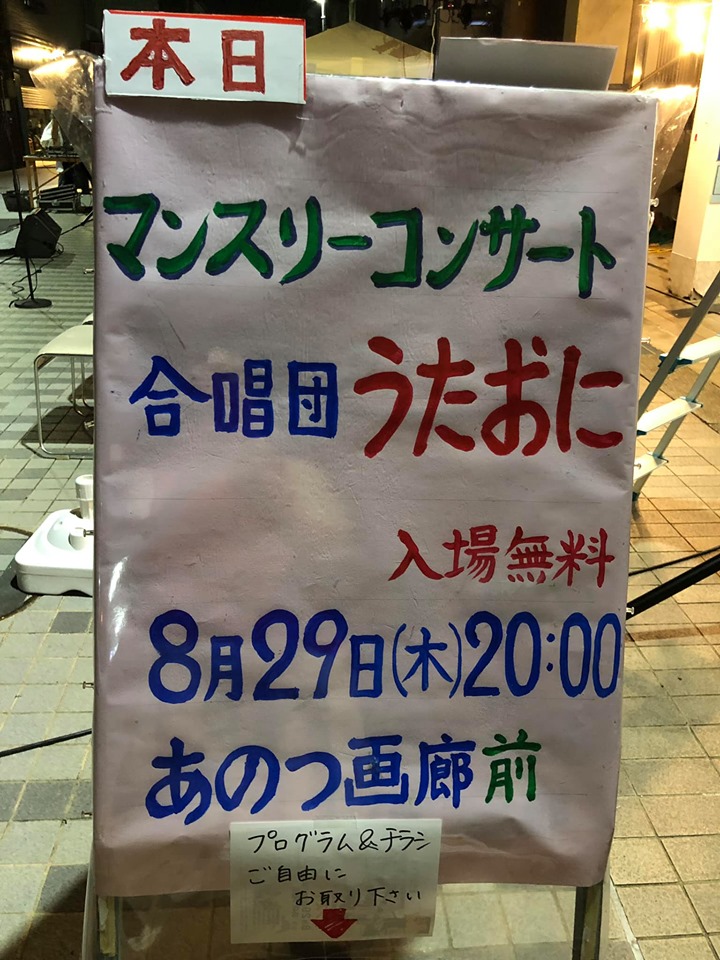 本日
マンスリーコンサート
合唱団うたおに
入場無料
8月29日(木)20:00
あのつ画廊前
プログラム&チラシ
ご自由に
お取り下さい